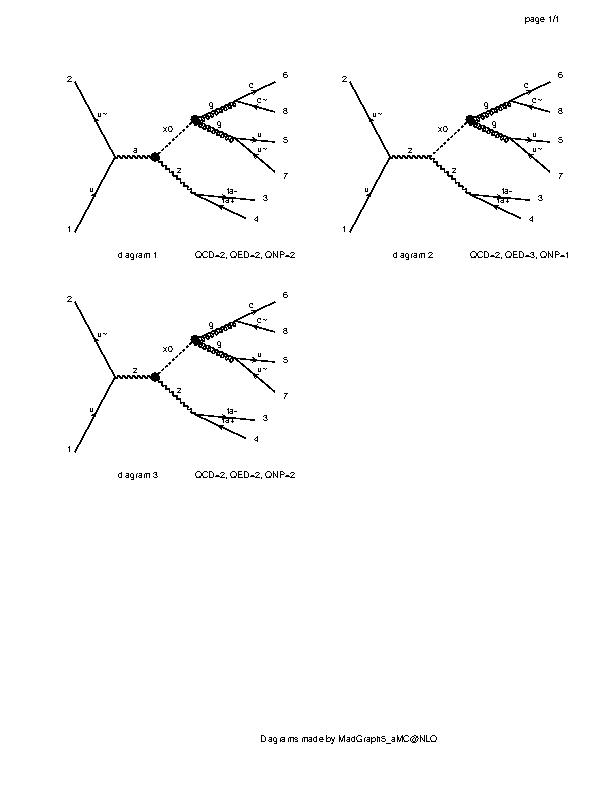 page 1/1
2
6
c
c~
g
8
u~
x0
g
u
5
a
u~
z
7
u
ta-
ta+
3
1
4
diagram 1 QCD=2, QED=2, QNP=2
2
6
c
c~
g
8
u~
x0
g
u
5
z
u~
z
7
u
ta-
ta+
3
1
4
diagram 2 QCD=2, QED=3, QNP=1
2
6
c
c~
g
8
u~
x0
g
u
5
z
u~
z
7
u
ta-
ta+
3
1
4
diagram 3 QCD=2, QED=2, QNP=2
Diagrams made by MadGraph5_aMC@NLO